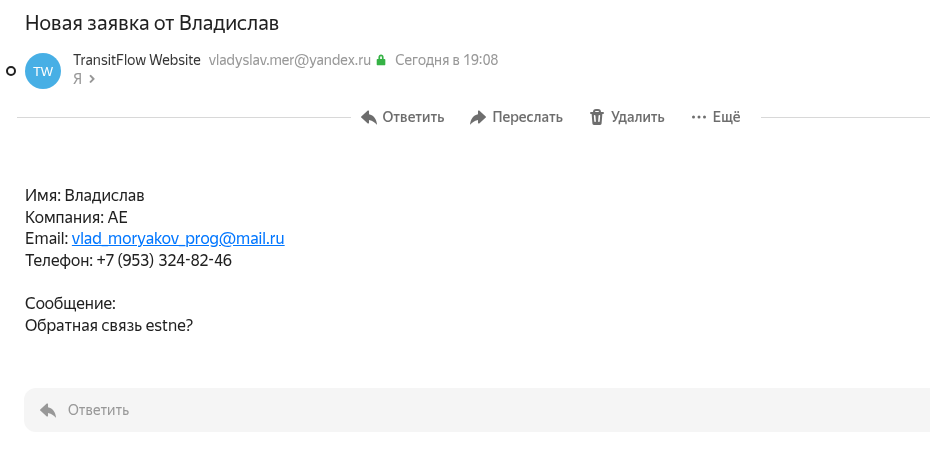 Новая заявка от Владислав
TW
TransitFlow Website vladyslav.mer@yandex.ru Сегодня в 19:08
Я
Ответить Переслать Удалить Ещё
Имя: Владислав
Компания: AE
Email: vlad_moryakov_prog@mail.ru
Телефон: +7 (953) 324-82-46
Сообщение:
Обратная связь estne?
Ответить